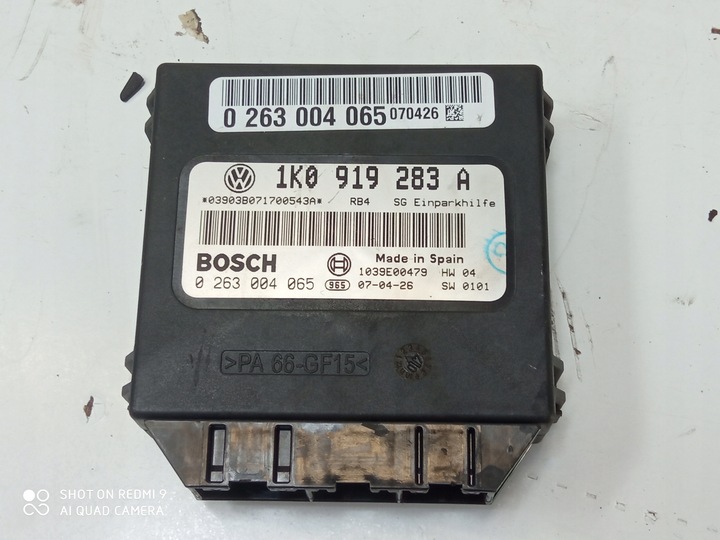 0 263 004 065 070426
1K0 919 283 A
*03903B071700543A* RB4 SG Einparkhilfe
BOSCH
Made in Spain
1039E00479 HW 04
0 263 004 065 965 07-04-26 SW 0101
>PA 66-GF15<
SHOT ON REDMI 9
AI QUAD CAMERA